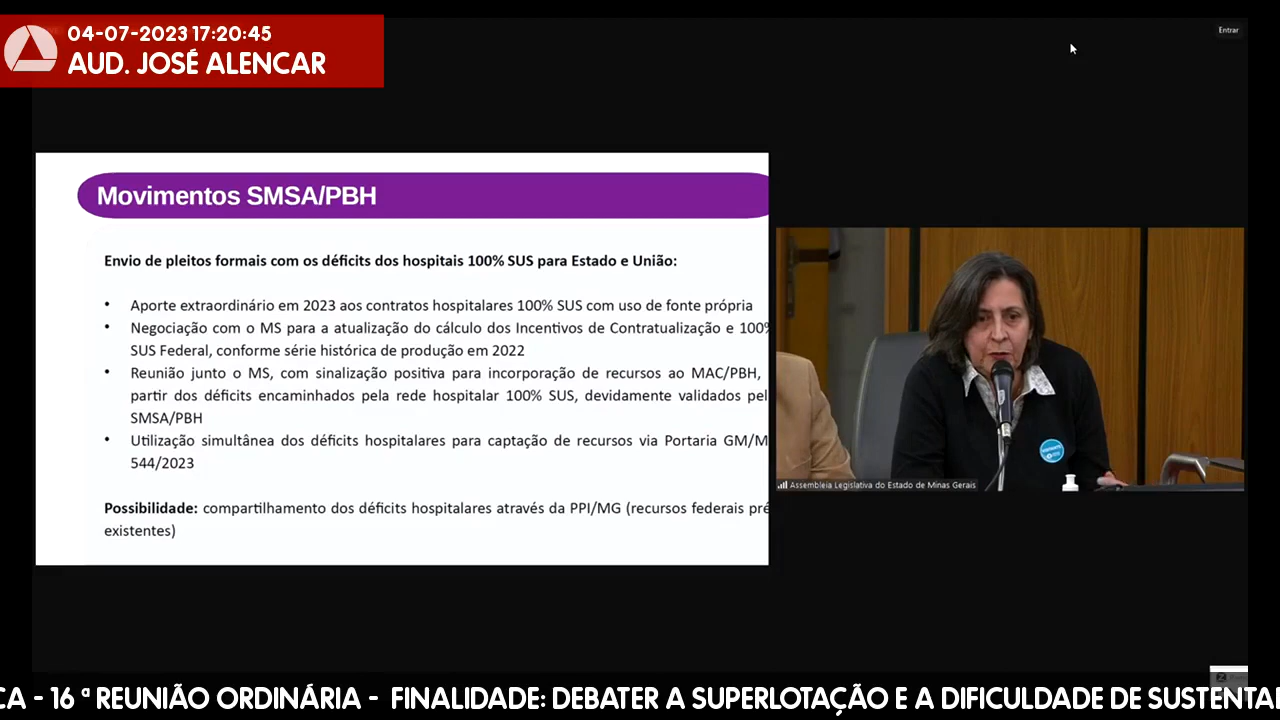 04-07-2023 17:20:45
AUD. JOSÉ ALENCAR
Entrar
Movimentos SMSA/PBH
Envio de pleitos formais com os déficits dos hospitais 100% SUS para Estado e União:
• Aporte extraordinário em 2023 aos contratos hospitalares 100% SUS com uso de fonte própria
• Negociação com o MS para a atualização do cálculo dos Incentivos de Contratualização e 100%
SUS Federal, conforme série histórica de produção em 2022
• Reunião junto o MS, com sinalização positiva para incorporação de recursos ao MAC/PBH,
partir dos déficits encaminhados pela rede hospitalar 100% SUS, devidamente validados pel
SMSA/PBH
• Utilização simultânea dos déficits hospitalares para captação de recursos via Portaria GM/M
544/2023
Possibilidade: compartilhamento dos déficits hospitalares através da PPI/MG (recursos federais pré
existentes)
Assembleia Legislativa do Estado de Minas Gerais
CA - 16 ª REUNIÃO ORDINÁRIA - FINALIDADE: DEBATER A SUPERLOTAÇÃO E A DIFICULDADE DE SUSTENTA